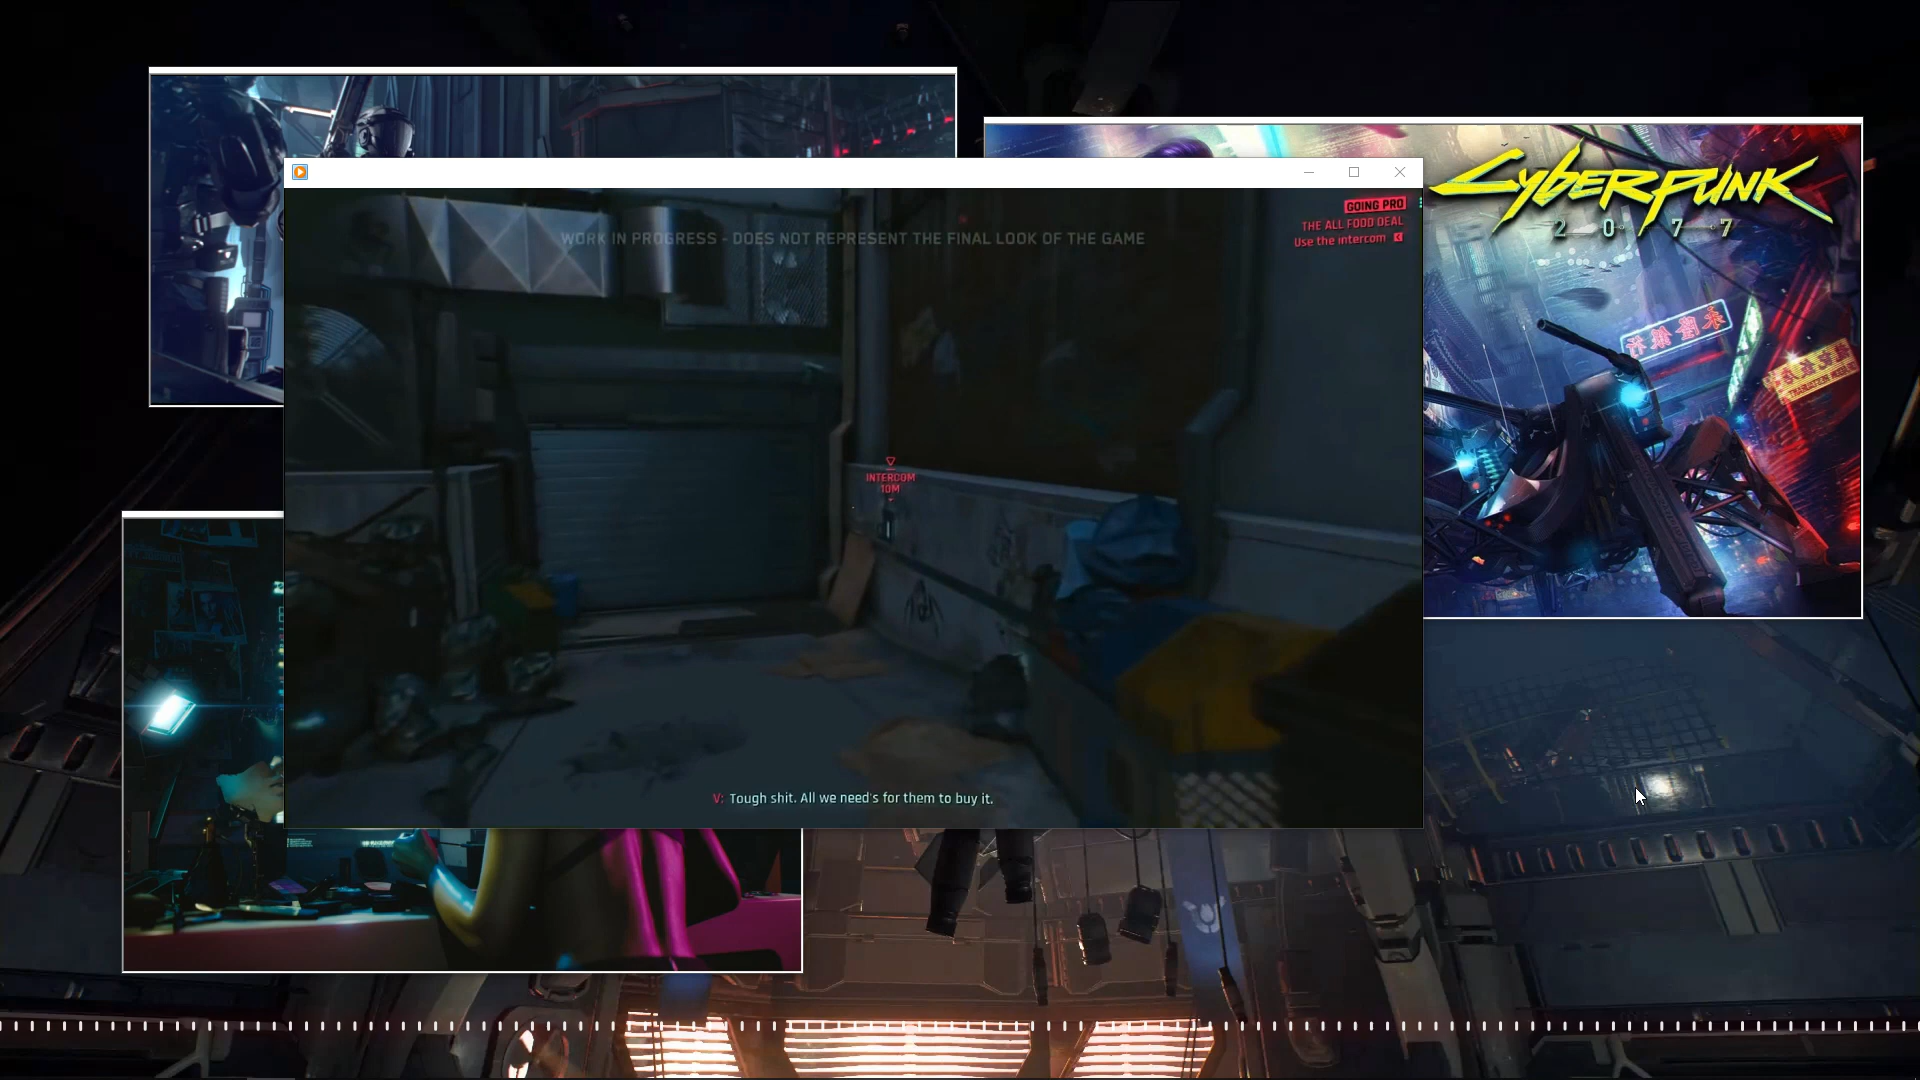 GOING PRO
THE ALL FOOD DEAL
Use the intercom
WORK IN PROGRESS - DOES NOT REPRESENT THE FINAL LOOK OF THE GAME
CYBERPUNK
2077
INTERCOM
10M
V: Tough shit. All we need's for them to buy it.